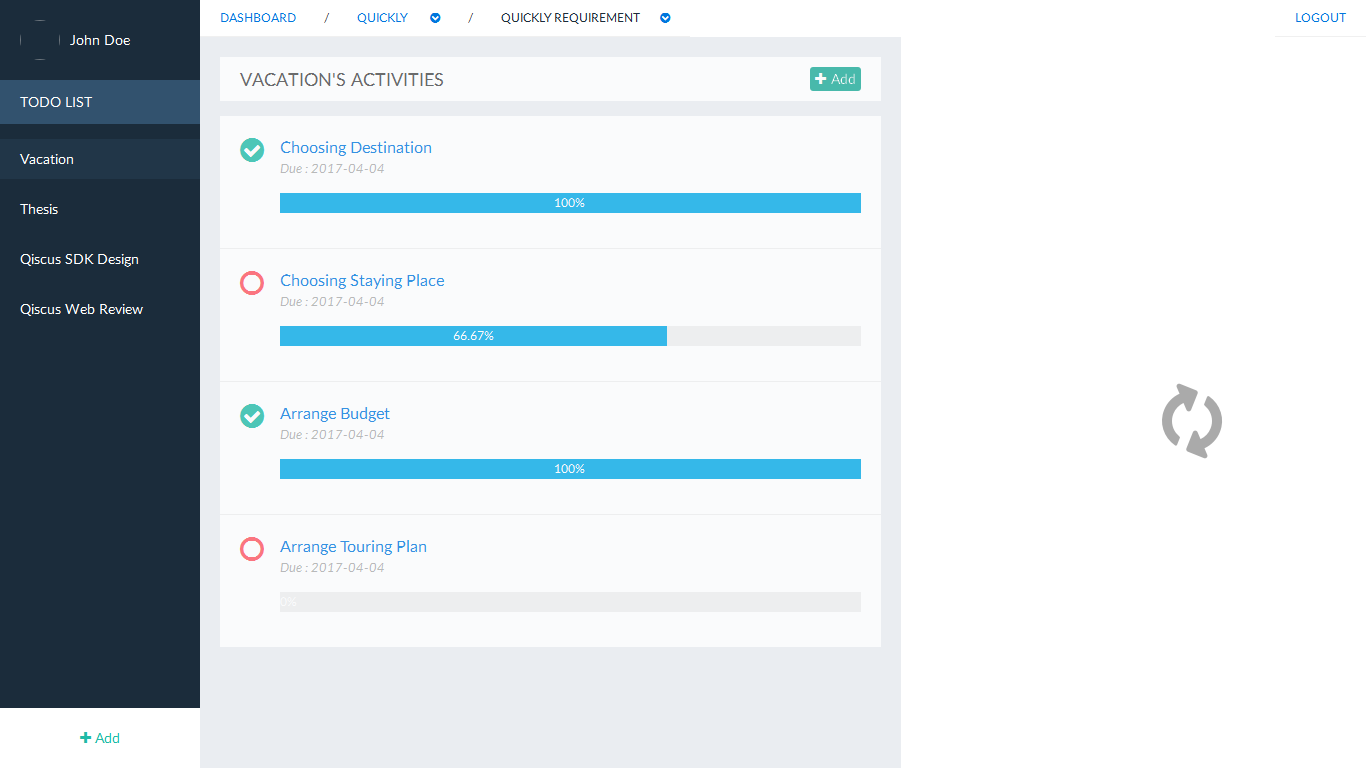 John Doe
TODO LIST
Vacation
Thesis
Qiscus SDK Design
Qiscus Web Review
Add
DASHBOARD / QUICKLY / QUICKLY REQUIREMENT
LOGOUT
VACATION'S ACTIVITIES
Add
Choosing Destination
Due : 2017-04-04
100%
Choosing Staying Place
Due : 2017-04-04
66.67%
Arrange Budget
Due : 2017-04-04
100%
Arrange Touring Plan
Due : 2017-04-04
0%